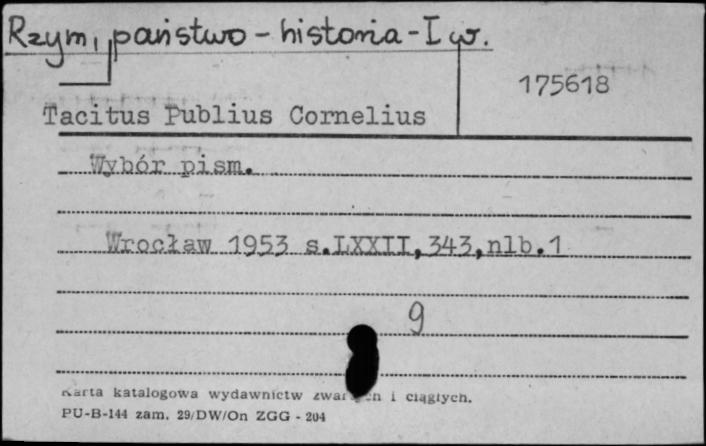 Rzym, państwo - historia - I w.
175618
Tacitus Publius Cornelius
Wybór pism.
Wrocław 1953 s.LXXII,343,nlb.1
9
Karta katalogowa wydawnictw i ciągłych.
PU-B-144 zam. 29/DW/On ZGG - 204